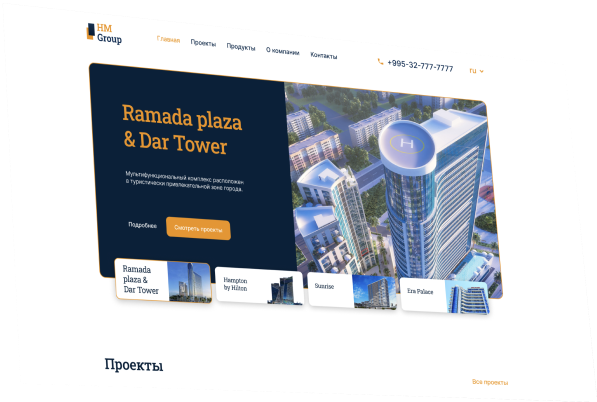 HM
Group
Главная
Проекты
Продукты
О компании
Контакты
+995-32-777-7777
ru
Ramada plaza
& Dar Tower
Мультифункциональный комплекс расположен
в туристически привлекательной зоне города.
Подробнее
Смотреть проекты
H
Ramada
plaza &
Dar Tower
Hampton
by Hilton
Sunrise
Era Palace
Проекты
Все проекты